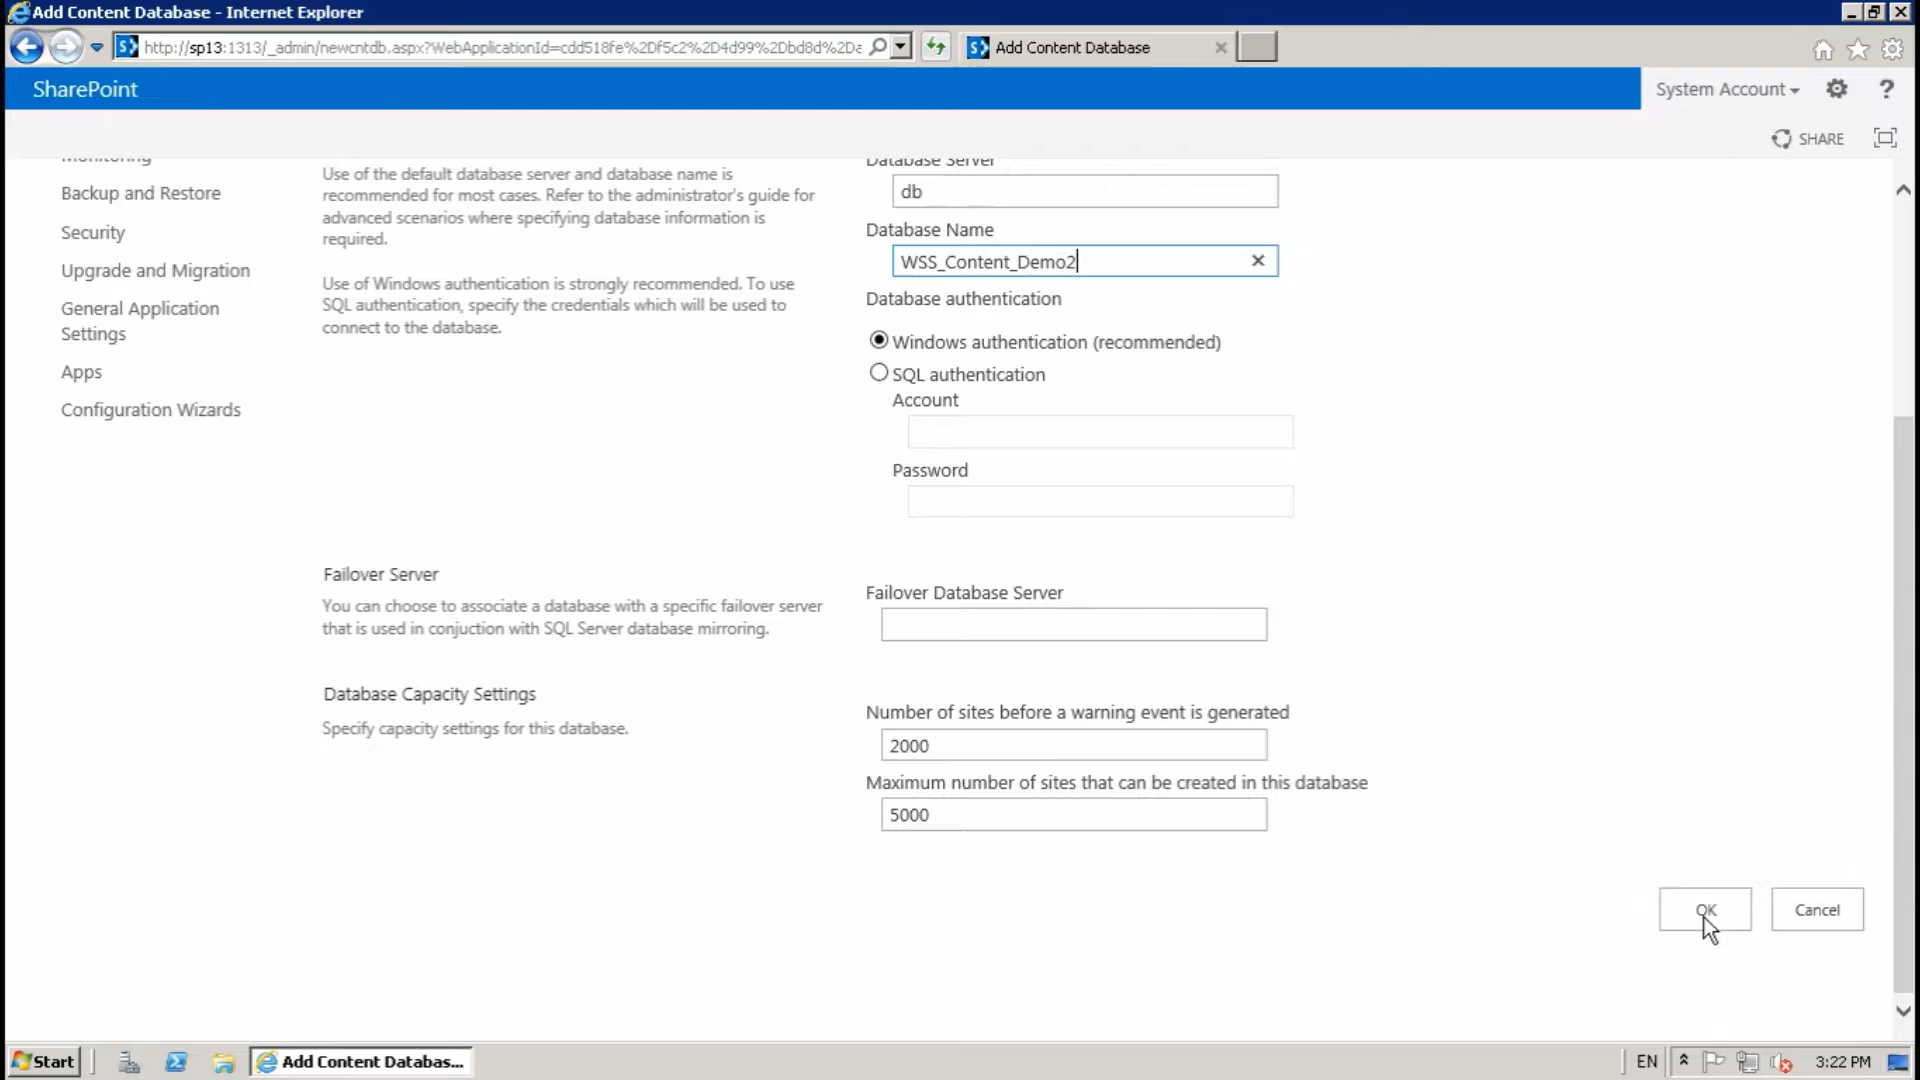 Add Content Database - Internet Explorer
http://sp13:1313/_admin/newcntdb.aspx?WebApplicationId=cdd518fe%2Df5c2%2D4d99%2Dbd8d%2Da
Add Content Database
SharePoint
System Account
?
SHARE
Monitoring
Backup and Restore
Security
Upgrade and Migration
General Application
Settings
Apps
Configuration Wizards
Use of the default database server and database name is
recommended for most cases. Refer to the administrator's guide for
advanced scenarios where specifying database information is
required.
Use of Windows authentication is strongly recommended. To use
SQL authentication, specify the credentials which will be used to
connect to the database.
Database Server
db
Database Name
WSS_Content_Demo2
Database authentication
Windows authentication (recommended)
SQL authentication
Account
Password
Failover Server
You can choose to associate a database with a specific failover server
that is used in conjuction with SQL Server database mirroring.
Failover Database Server
Database Capacity Settings
Specify capacity settings for this database.
Number of sites before a warning event is generated
2000
Maximum number of sites that can be created in this database
5000
OK
Cancel
Start
Add Content Databas...
EN
3:22 PM